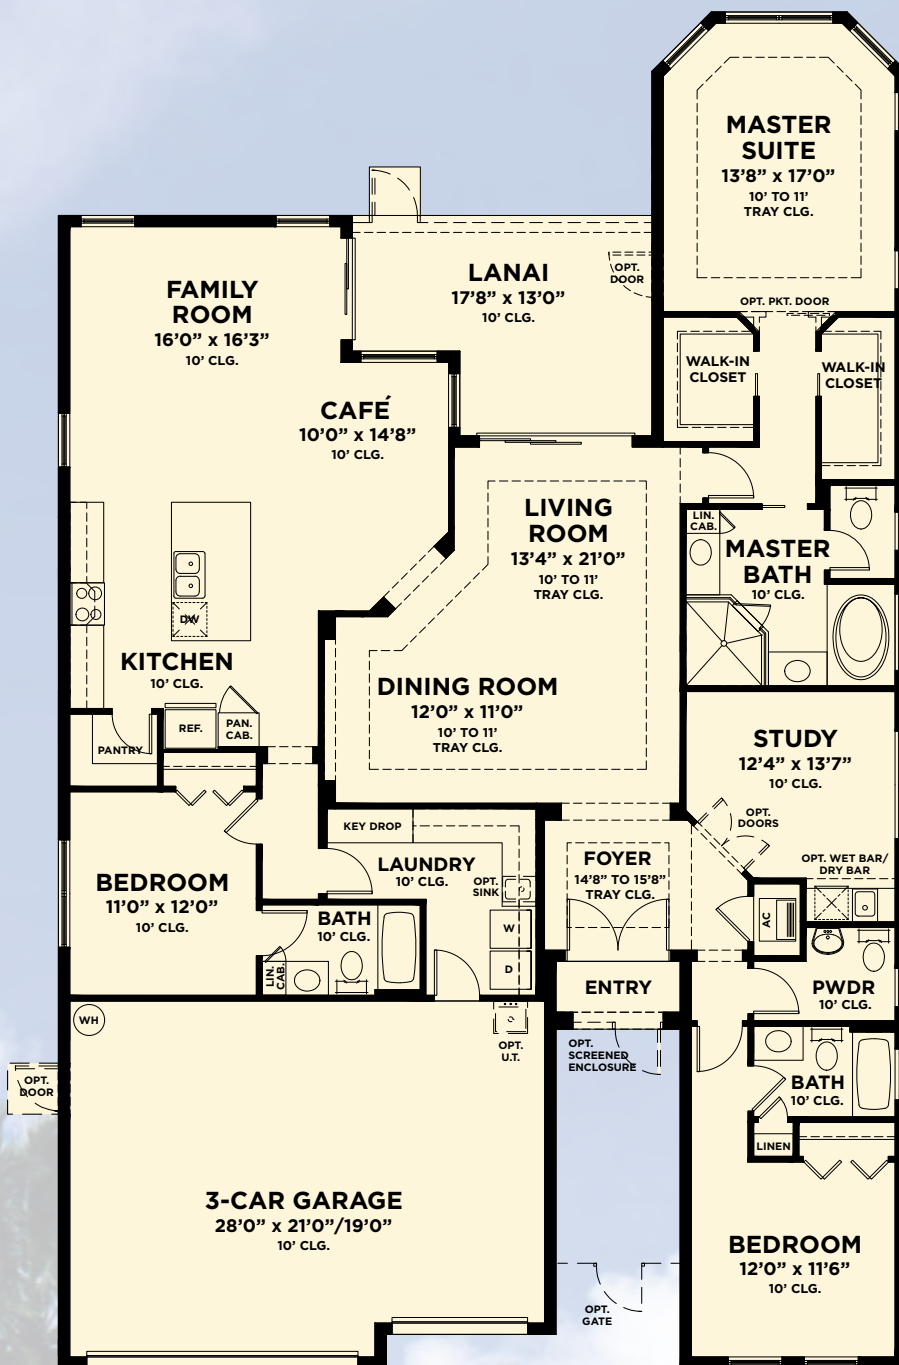 MASTER
SUITE
13’8” x 17’0”
10’ TO 11’
TRAY CLG.
OPT. PKT. DOOR
FAMILY
ROOM
16’0” x 16’3”
10’ CLG.
LANAI
17’8” x 13’0”
10’ CLG.
OPT.
DOOR
WALK-IN
CLOSET
WALK-IN
CLOSET
CAFÉ
10’0” x 14’8”
10’ CLG.
LIVING
ROOM
13’4” x 21’0”
10’ TO 11’
TRAY CLG.
LIN.
CAB.
MASTER
BATH
10’ CLG.
DW
KITCHEN
10’ CLG.
DINING ROOM
12’0” x 11’0”
10’ TO 11’
TRAY CLG.
PANTRY
REF.
PAN.
CAB.
STUDY
12’4” x 13’7”
10’ CLG.
OPT.
DOORS
OPT. WET BAR/
DRY BAR
KEY DROP
LAUNDRY
10’ CLG.
OPT.
SINK
W
D
FOYER
14’8” TO 15’8”
TRAY CLG.
AC
BEDROOM
11’0” x 12’0”
10’ CLG.
BATH
10’ CLG.
LIN.
CAB.
ENTRY
PWDR
10’ CLG.
WH
OPT.
U.T.
OPT.
SCREENED
ENCLOSURE
OPT.
DOOR
BATH
10’ CLG.
LINEN
3-CAR GARAGE
28’0” x 21’0”/19’0”
10’ CLG.
BEDROOM
12’0” x 11’6”
10’ CLG.
OPT.
GATE